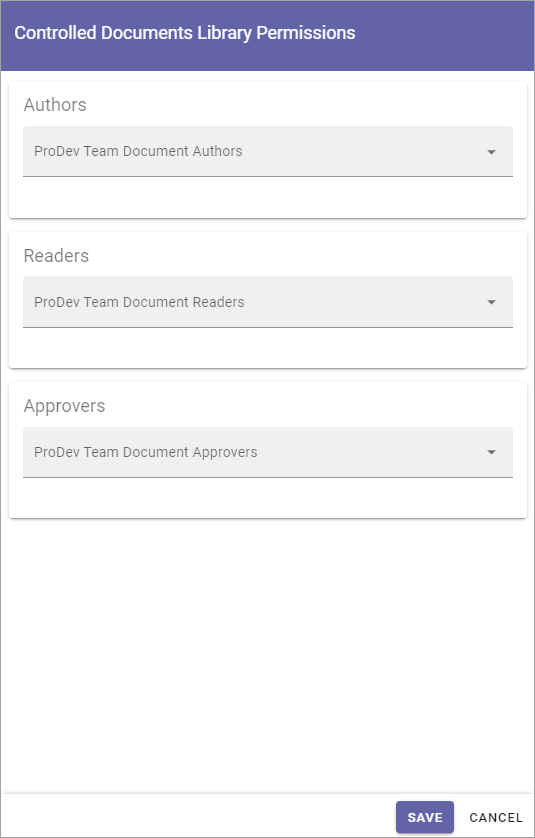 Controlled Documents Library Permissions
Authors
ProDev Team Document Authors
Readers
ProDev Team Document Readers
Approvers
ProDev Team Document Approvers
SAVE CANCEL